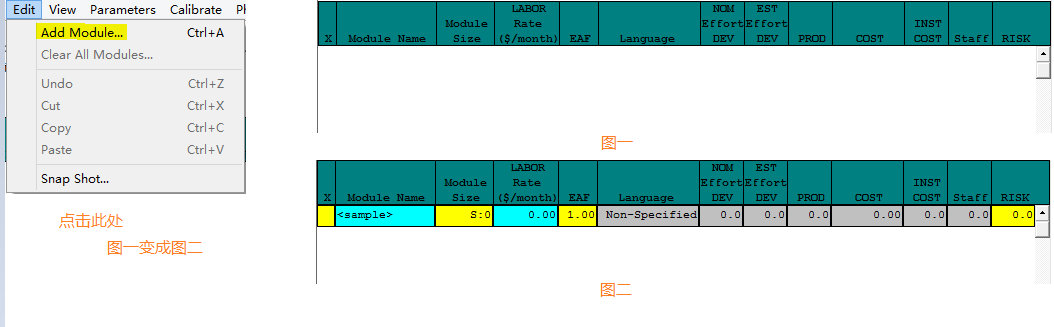 Edit View Parameters Calibrate Ph
Add Module... Ctrl+A
Clear All Modules...
Undo Ctrl+Z
Cut Ctrl+X
Copy Ctrl+C
Paste Ctrl+V
Snap Shot...
点击此处
图一变成图二
X Module Name Module Size LABOR Rate ($/month) EAF Language NOM Effort DEV EST Effort DEV PROD COST INST COST Staff RISK
图一
X Module Name Module Size LABOR Rate ($/month) EAF Language NOM Effort DEV EST Effort DEV PROD COST INST COST Staff RISK
<sample> S:0 0.00 1.00 Non-Specified 0.0 0.0 0.0 0.00 0.0 0.0 0.0
图二